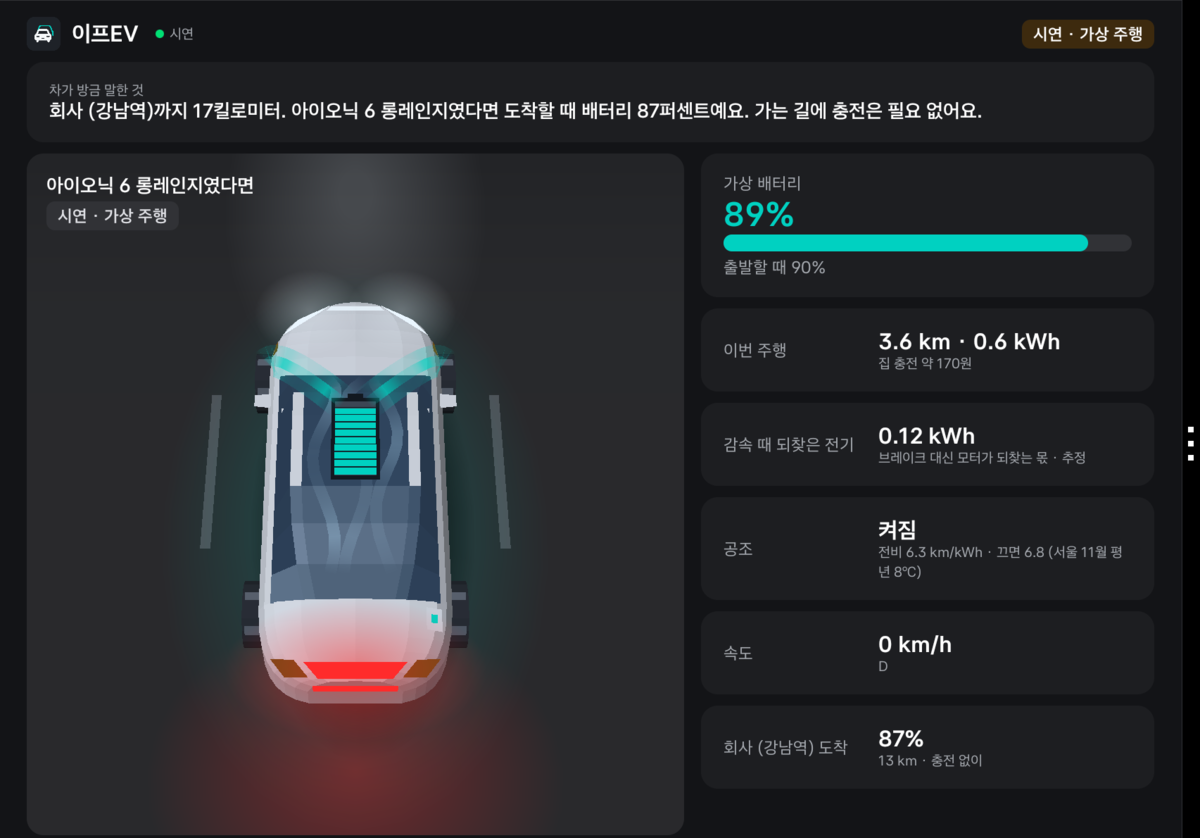 이프EV
시연
시연 · 가상 주행
차가 방금 말한 것
회사 (강남역)까지 17킬로미터. 아이오닉 6 롱레인지였다면 도착할 때 배터리 87퍼센트예요. 가는 길에 충전은 필요 없어요.
아이오닉 6 롱레인지였다면
시연 · 가상 주행
가상 배터리
89%
출발할 때 90%
이번 주행
3.6 km · 0.6 kWh
집 충전 약 170원
감속 때 되찾은 전기
0.12 kWh
브레이크 대신 모터가 되찾는 몫 · 추정
공조
켜짐
전비 6.3 km/kWh · 끄면 6.8 (서울 11월 평
년 8°C)
속도
0 km/h
D
회사 (강남역) 도착
87%
13 km · 충전 없이